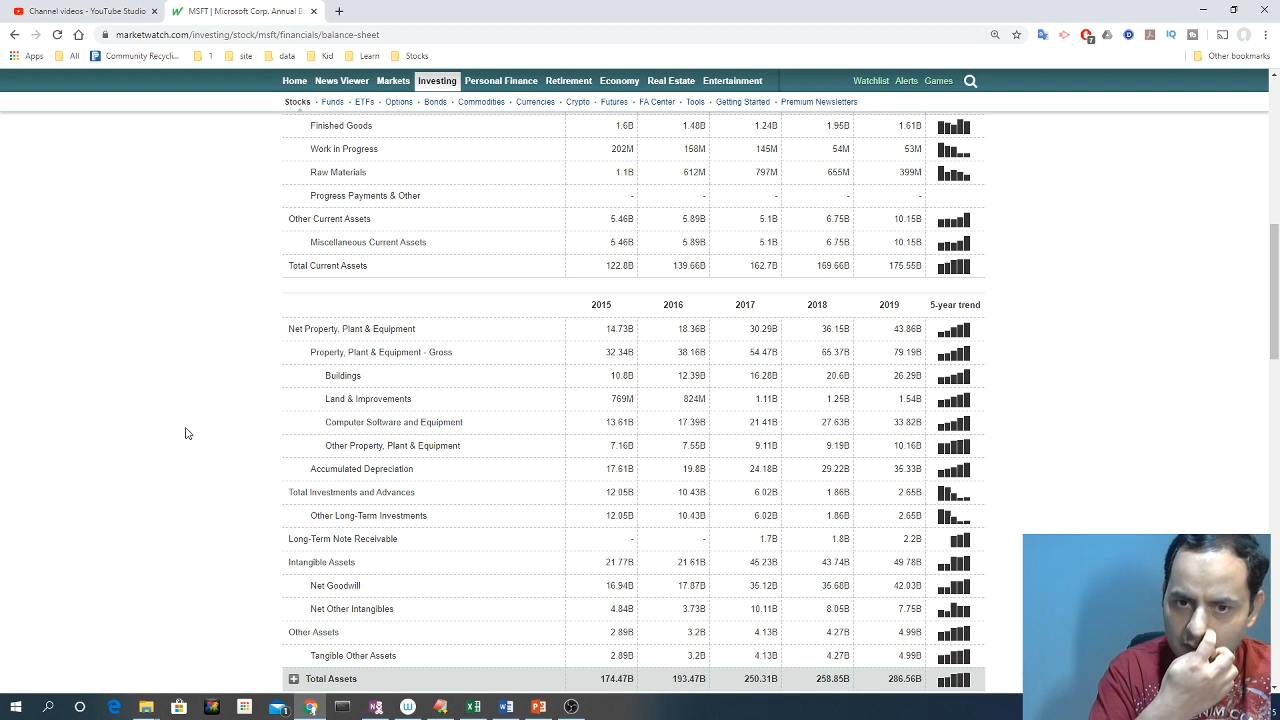 Channel videos - YouTube Studio
MSFT | Microsoft Corp. Annual Ba
marketwatch.com/investing/stock/msft/financials/balance-sheet
Apps All Community Recycli... 1 site data Kid Learn Stocks Other bookmarks
Home News Viewer Markets Investing Personal Finance Retirement Economy Real Estate Entertainment Watchlist Alerts Games
Stocks • Funds • ETFs • Options • Bonds • Commodities • Currencies • Crypto • Futures • FA Center • Tools • Getting Started • Premium Newsletters
Finished Goods 1.6B 1.48B 1.24B 1.95B 1.61B
Work in Progress 202M 158M 145M 54M 53M
Raw Materials 1.1B 612M 797M 655M 399M
Progress Payments & Other - - - - -
Other Current Assets 5.46B 5.89B 5.1B 6.75B 10.15B
Miscellaneous Current Assets 5.46B 5.89B 5.1B 6.75B 10.15B
Total Current Assets 122.8B 139.66B 162.7B 169.66B 175.55B
2015 2016 2017 2018 2019 5-year trend
Net Property, Plant & Equipment 14.73B 18.36B 30.29B 36.15B 43.86B
Property, Plant & Equipment - Gross 32.34B 38.16B 54.47B 65.37B 79.19B
Buildings 10.8B 12.39B 16.28B 20.6B 26.29B
Land & Improvements 769M 824M 1.11B 1.25B 1.54B
Computer Software and Equipment 13.61B 17.39B 21.41B 27.63B 33.82B
Other Property, Plant & Equipment 7.16B 7.55B 9.11B 9.19B 10.16B
Accumulated Depreciation 17.61B 19.8B 24.18B 29.22B 35.33B
Total Investments and Advances 12.05B 10.43B 6.02B 1.86B 2.65B
Other Long-Term Investments 12.05B 10.43B 6.02B 1.86B 2.65B
Long-Term Note Receivable - - 1.7B 1.8B 2.2B
Intangible Assets 21.77B 21.61B 45.23B 43.74B 49.78B
Net Goodwill 16.94B 17.87B 35.12B 35.68B 42.03B
Net Other Intangibles 4.84B 3.73B 10.11B 8.05B 7.75B
Other Assets 2.89B 3.2B 4.13B 4.27B 4.99B
Tangible Other Assets 2.89B 3.2B 4.13B 4.27B 4.99B
Total Assets 174.47B 193.47B 250.31B 258.85B 286.56B